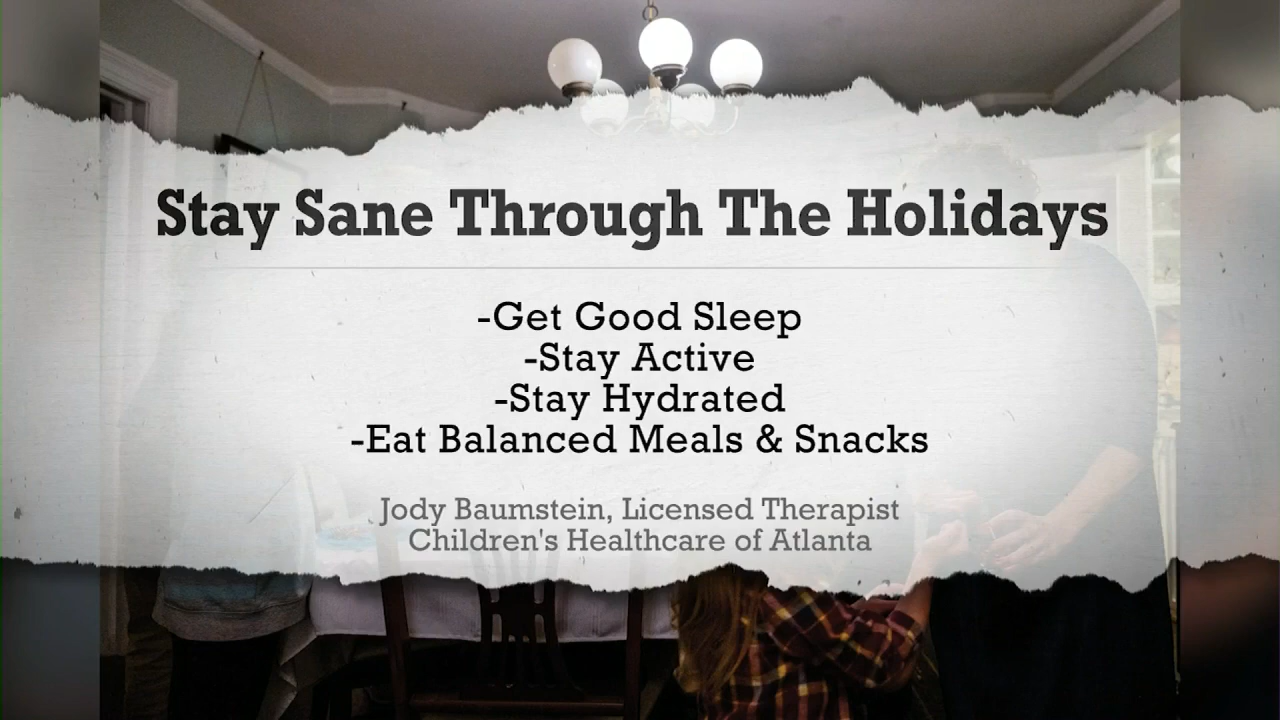 Stay Sane Through The Holidays
-Get Good Sleep
-Stay Active
-Stay Hydrated
-Eat Balanced Meals & Snacks
Jody Baumstein, Licensed Therapist
Children's Healthcare of Atlanta